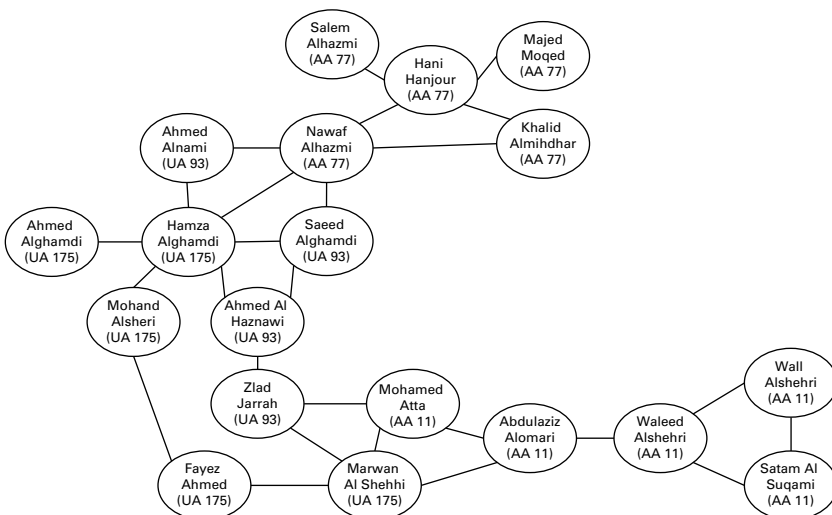 Salem
Alhazmi
(AA 77)
Hani
Hanjour
(AA 77)
Majed
Moqed
(AA 77)
Ahmed
Alnami
(UA 93)
Nawaf
Alhazmi
(AA 77)
Khalid
Almihdhar
(AA 77)
Ahmed
Alghamdi
(UA 175)
Hamza
Alghamdi
(UA 175)
Saeed
Alghamdi
(UA 93)
Mohand
Alsheri
(UA 175)
Ahmed Al
Haznawi
(UA 93)
Zlad
Jarrah
(UA 93)
Mohamed
Atta
(AA 11)
Abdulaziz
Alomari
(AA 11)
Waleed
Alshehri
(AA 11)
Wall
Alshehri
(AA 11)
Fayez
Ahmed
(UA 175)
Marwan
Al Shehhi
(UA 175)
Satam Al
Suqami
(AA 11)